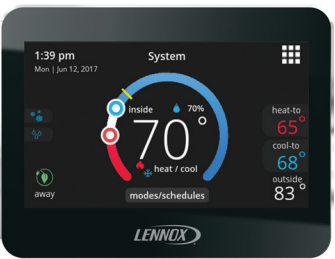 1:39 pm
System
Mon | Jun 12, 2017
inside
70%
70°
heat / cool
heat-to
65°
cool-to
68°
outside
83°
away
modes/schedules
LENNOX